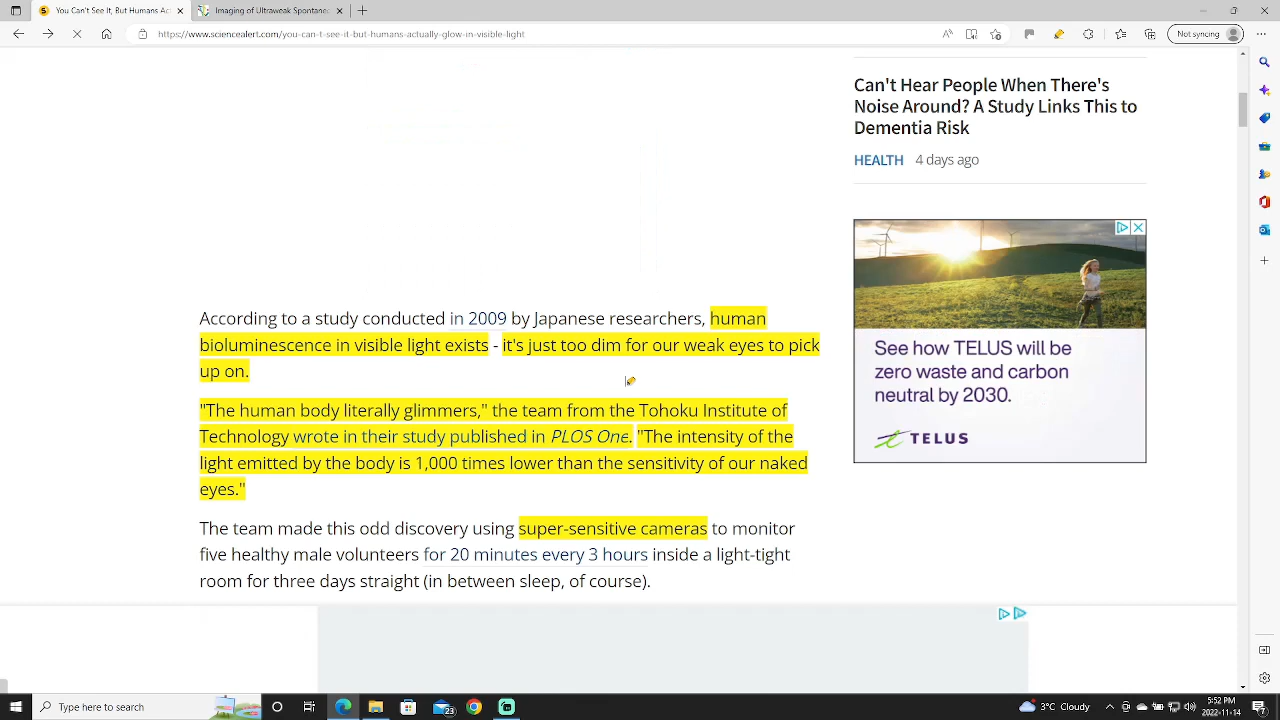 You Can't See It, But Humans Ac
Imaging of Ultraweak Spontane
https://www.sciencealert.com/you-can-t-see-it-but-humans-actually-glow-in-visible-light
Not syncing
Can't Hear People When There's
Noise Around? A Study Links This to
Dementia Risk
HEALTH 4 days ago
See how TELUS will be
zero waste and carbon
neutral by 2030.
TELUS
According to a study conducted in 2009 by Japanese researchers, human
bioluminescence in visible light exists - it's just too dim for our weak eyes to pick
up on.
"The human body literally glimmers," the team from the Tohoku Institute of
Technology wrote in their study published in PLOS One. "The intensity of the
light emitted by the body is 1,000 times lower than the sensitivity of our naked
eyes."
The team made this odd discovery using super-sensitive cameras to monitor
five healthy male volunteers for 20 minutes every 3 hours inside a light-tight
room for three days straight (in between sleep, of course).
Type here to search
3°C Cloudy
5:52 PM
2022-11-14